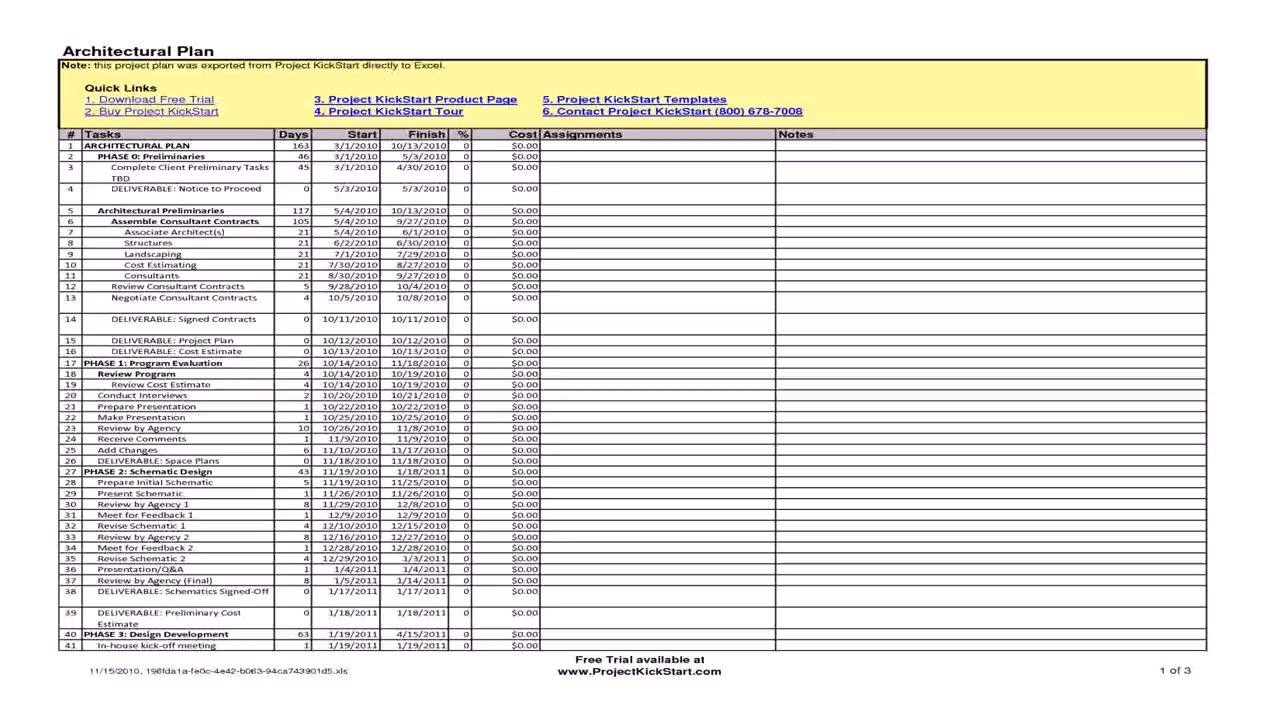 Architectural Plan
Note: this project plan was exported from Project KickStart directly to Excel.
Quick Links
1. Download Free Trial 3. Project KickStart Product Page 5. Project KickStart Templates
2. Buy Project KickStart 4. Project KickStart Tour 6. Contact Project KickStart (800) 678-7008
# Tasks Days Start Finish % Cost Assignments Notes
1 ARCHITECTURAL PLAN 163 3/1/2010 10/13/2010 0 $0.00
2 PHASE 0: Preliminaries 46 3/1/2010 5/3/2010 0 $0.00
3 Complete Client Preliminary Tasks 45 3/1/2010 4/30/2010 0 $0.00
TBD
4 DELIVERABLE: Notice to Proceed 0 5/3/2010 5/3/2010 0 $0.00
5 Architectural Preliminaries 117 5/4/2010 10/13/2010 0 $0.00
6 Assemble Consultant Contracts 105 5/4/2010 9/27/2010 0 $0.00
7 Associate Architect(s) 21 5/4/2010 6/1/2010 0 $0.00
8 Structures 21 6/2/2010 6/30/2010 0 $0.00
9 Landscaping 21 7/1/2010 7/29/2010 0 $0.00
10 Cost Estimating 21 7/30/2010 8/27/2010 0 $0.00
11 Consultants 21 8/30/2010 9/27/2010 0 $0.00
12 Review Consultant Contracts 5 9/28/2010 10/4/2010 0 $0.00
13 Negotiate Consultant Contracts 4 10/5/2010 10/8/2010 0 $0.00
14 DELIVERABLE: Signed Contracts 0 10/11/2010 10/11/2010 0 $0.00
15 DELIVERABLE: Project Plan 0 10/12/2010 10/12/2010 0 $0.00
16 DELIVERABLE: Cost Estimate 0 10/13/2010 10/13/2010 0 $0.00
17 PHASE 1: Program Evaluation 26 10/14/2010 11/18/2010 0 $0.00
18 Review Program 4 10/14/2010 10/19/2010 0 $0.00
19 Review Cost Estimate 4 10/14/2010 10/19/2010 0 $0.00
20 Conduct Interviews 2 10/20/2010 10/21/2010 0 $0.00
21 Prepare Presentation 1 10/22/2010 10/22/2010 0 $0.00
22 Make Presentation 1 10/25/2010 10/25/2010 0 $0.00
23 Review by Agency 10 10/26/2010 11/8/2010 0 $0.00
24 Receive Comments 1 11/9/2010 11/9/2010 0 $0.00
25 Add Changes 6 11/10/2010 11/17/2010 0 $0.00
26 DELIVERABLE: Space Plans 0 11/18/2010 11/18/2010 0 $0.00
27 PHASE 2: Schematic Design 43 11/19/2010 1/18/2011 0 $0.00
28 Prepare Initial Schematic 5 11/19/2010 11/25/2010 0 $0.00
29 Present Schematic 1 11/26/2010 11/26/2010 0 $0.00
30 Review by Agency 1 8 11/29/2010 12/8/2010 0 $0.00
31 Meet for Feedback 1 1 12/9/2010 12/9/2010 0 $0.00
32 Revise Schematic 1 4 12/10/2010 12/15/2010 0 $0.00
33 Review by Agency 2 8 12/16/2010 12/27/2010 0 $0.00
34 Meet for Feedback 2 1 12/28/2010 12/28/2010 0 $0.00
35 Revise Schematic 2 4 12/29/2010 1/3/2011 0 $0.00
36 Presentation/Q&A 1 1/4/2011 1/4/2011 0 $0.00
37 Review by Agency (Final) 8 1/5/2011 1/14/2011 0 $0.00
38 DELIVERABLE: Schematics Signed-Off 0 1/17/2011 1/17/2011 0 $0.00
39 DELIVERABLE: Preliminary Cost 0 1/18/2011 1/18/2011 0 $0.00
Estimate
40 PHASE 3: Design Development 63 1/19/2011 4/15/2011 0 $0.00
41 In-house kick-off meeting 1 1/19/2011 1/19/2011 0 $0.00
Free Trial available at
11/15/2010, 196fda1a-fe0c-4e42-b063-94ca743901d5.xls www.ProjectKickStart.com 1 of 3